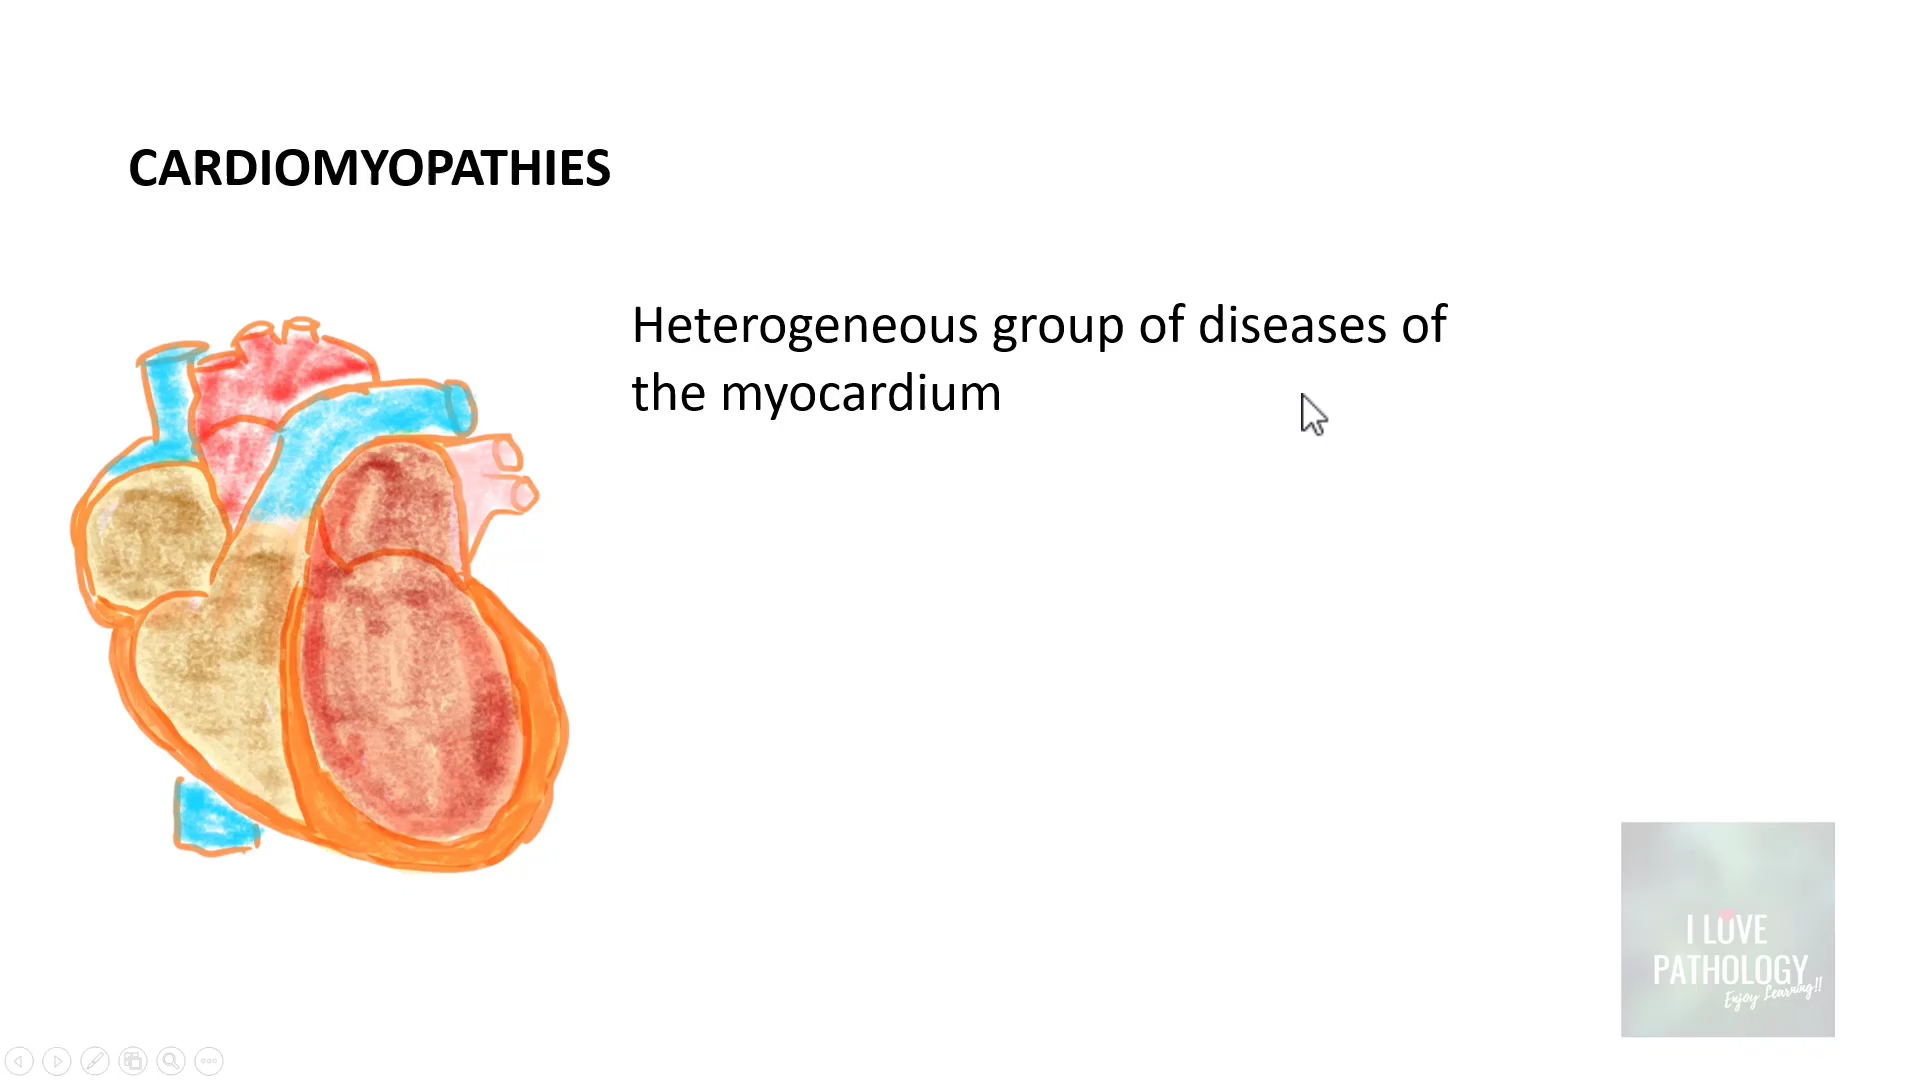 CARDIOMYOPATHIES
Heterogeneous group of diseases of
the myocardium
I LOVE
PATHOLOGY
Enjoy Learning!!